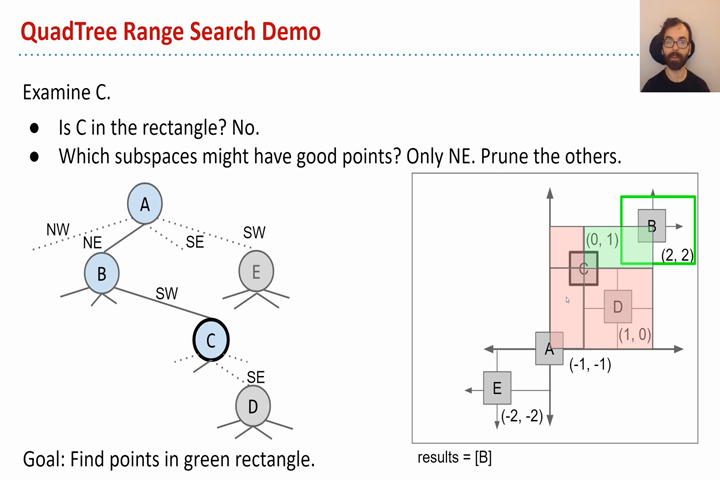 QuadTree Range Search Demo
Examine C.
● Is C in the rectangle? No.
● Which subspaces might have good points? Only NE. Prune the others.
A
NW
NE
SE
SW
B
E
SW
C
SE
D
B
(0, 1)
(2, 2)
C
D
(1, 0)
A
(-1, -1)
E
(-2, -2)
Goal: Find points in green rectangle.
results = [B]